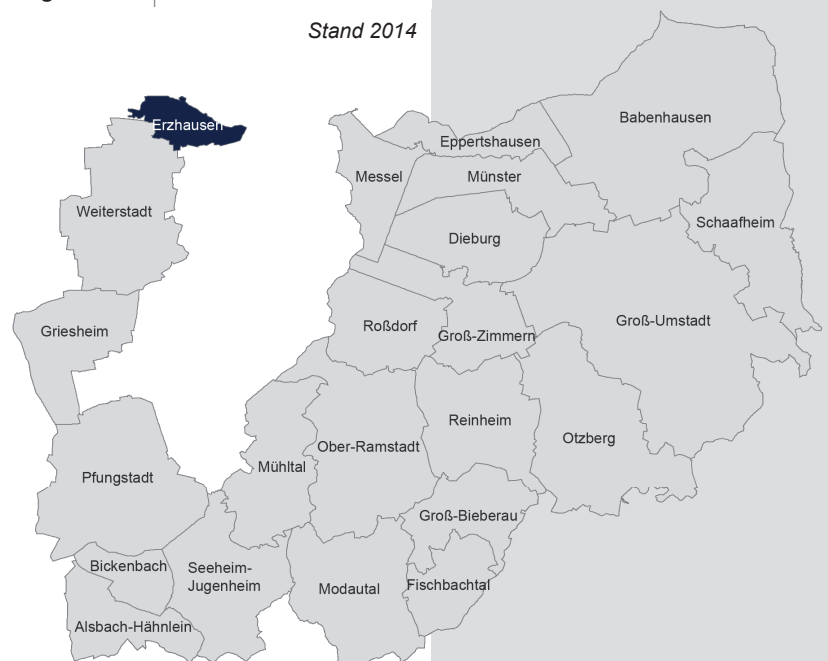 Stand 2014
Erzhausen
Babenhausen
Eppertshausen
Messel
Münster
Weiterstadt
Schaafheim
Dieburg
Groß-Umstadt
Griesheim
Roßdorf
Groß-Zimmern
Reinheim
Otzberg
Ober-Ramstadt
Mühltal
Pfungstadt
Groß-Bieberau
Bickenbach
Seeheim-
Jugenheim
Fischbachtal
Modautal
Alsbach-Hähnlein